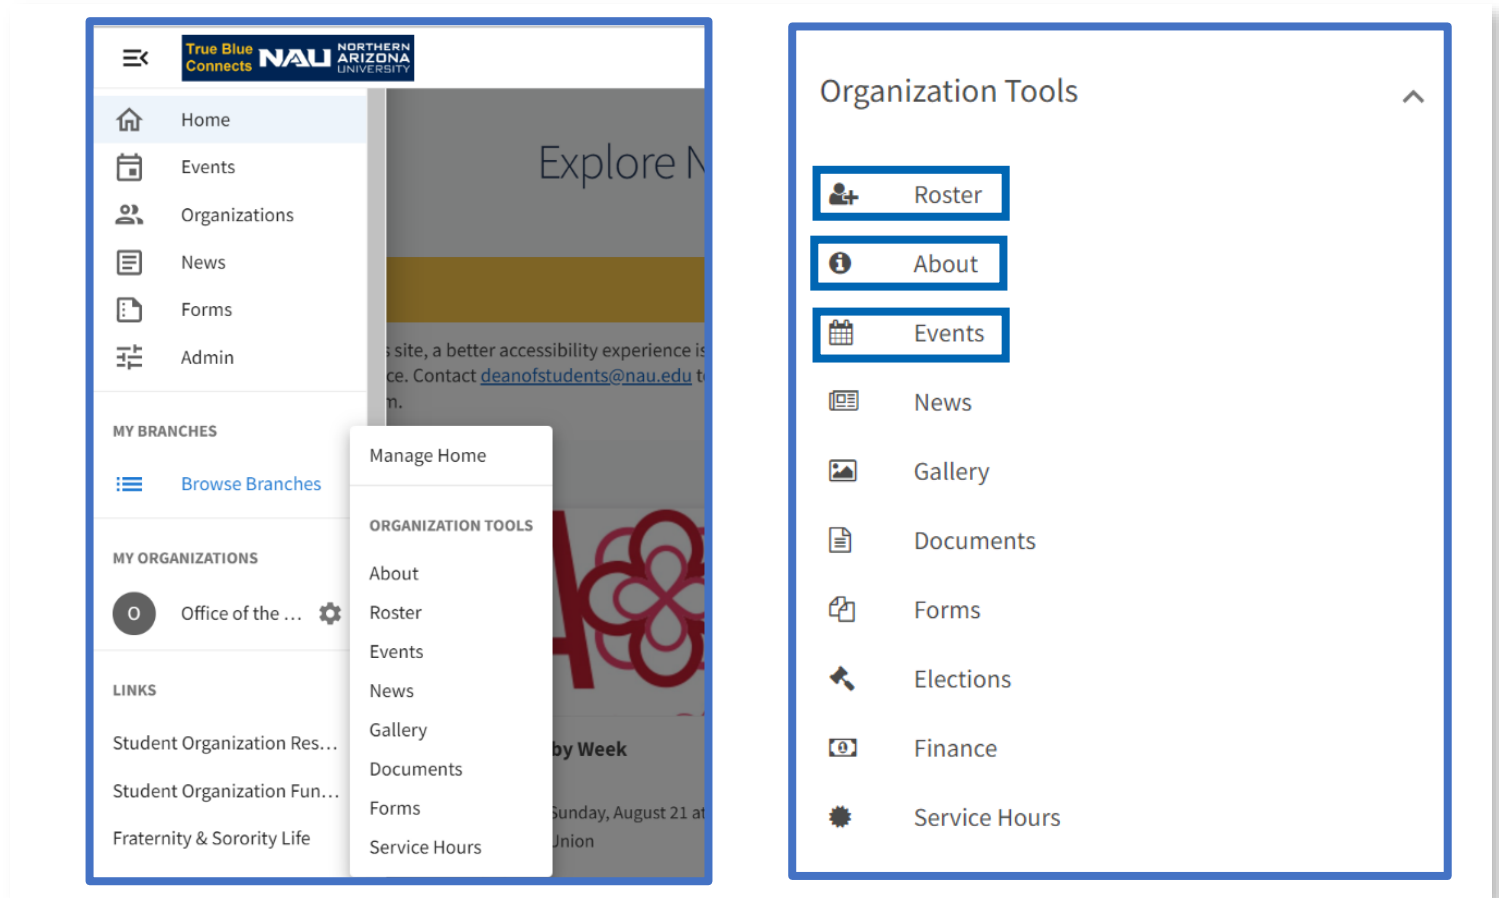 True Blue
Connects
NAU
NORTHERN
ARIZONA
UNIVERSITY
Home
Events
Organizations
News
Forms
Admin
MY BRANCHES
Browse Branches
MY ORGANIZATIONS
O
Office of the ...
LINKS
Student Organization Res...
Student Organization Fun...
Fraternity & Sorority Life
Explore N
site, a better accessibility experience is
ce. Contact deanofstudents@nau.edu t
m.
Manage Home
ORGANIZATION TOOLS
About
Roster
Events
News
Gallery
Documents
Forms
Service Hours
by Week
Sunday, August 21 at
Union
Organization Tools
Roster
About
Events
News
Gallery
Documents
Forms
Elections
Finance
Service Hours